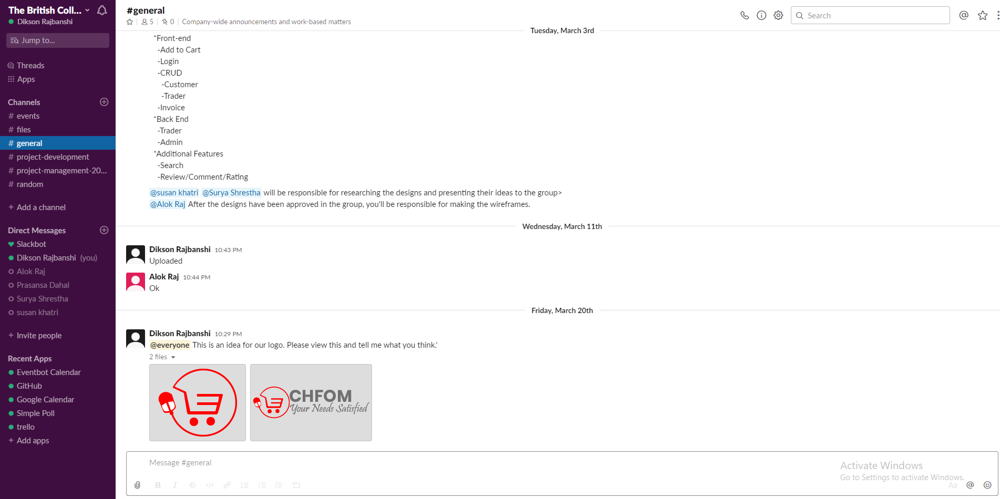 The British Coll...
Dikson Rajbanshi
Jump to...
Threads
Apps
Channels
# events
# files
# general
# project-development
# project-management-20...
# random
+ Add a channel
Direct Messages
Slackbot
Dikson Rajbanshi (you)
Alok Raj
Prasansa Dahal
Surya Shrestha
susan khatri
+ Invite people
Recent Apps
Eventbot Calendar
GitHub
Google Calendar
Simple Poll
trello
+ Add apps
#general
5 | 0 | Company-wide announcements and work-based matters
Search
Tuesday, March 3rd
*Front-end
-Add to Cart
-Login
-CRUD
-Customer
-Trader
-Invoice
*Back End
-Trader
-Admin
*Additional Features
-Search
-Review/Comment/Rating
@susan khatri @Surya Shrestha will be responsible for researching the designs and presenting their ideas to the group>
@Alok Raj After the designs have been approved in the group, you'll be responsible for making the wireframes.
Wednesday, March 11th
Dikson Rajbanshi 10:43 PM
Uploaded
Alok Raj 10:44 PM
Ok
Friday, March 20th
Dikson Rajbanshi 10:29 PM
@everyone This is an idea for our logo. Please view this and tell me what you think.'
2 files
CHFOM
Your Needs Satisfied
Message #general
Activate Windows
Go to Settings to activate Windows.
B I S </> Aa @